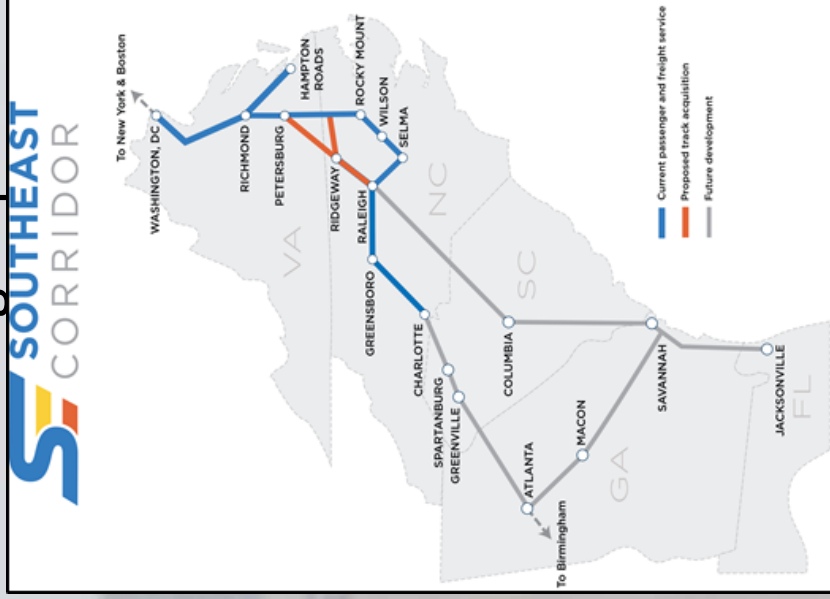 SOUTHEAST
CORRIDOR
To New York & Boston
WASHINGTON, DC
RICHMOND
HAMPTON
ROADS
PETERSBURG
VA
RIDGEWAY
ROCKY MOUNT
WILSON
RALEIGH
SELMA
GREENSBORO
NC
CHARLOTTE
SPARTANBURG
GREENVILLE
COLUMBIA
SC
ATLANTA
MACON
To Birmingham
GA
SAVANNAH
JACKSONVILLE
FL
Current passenger and freight service
Proposed track acquisition
Future development